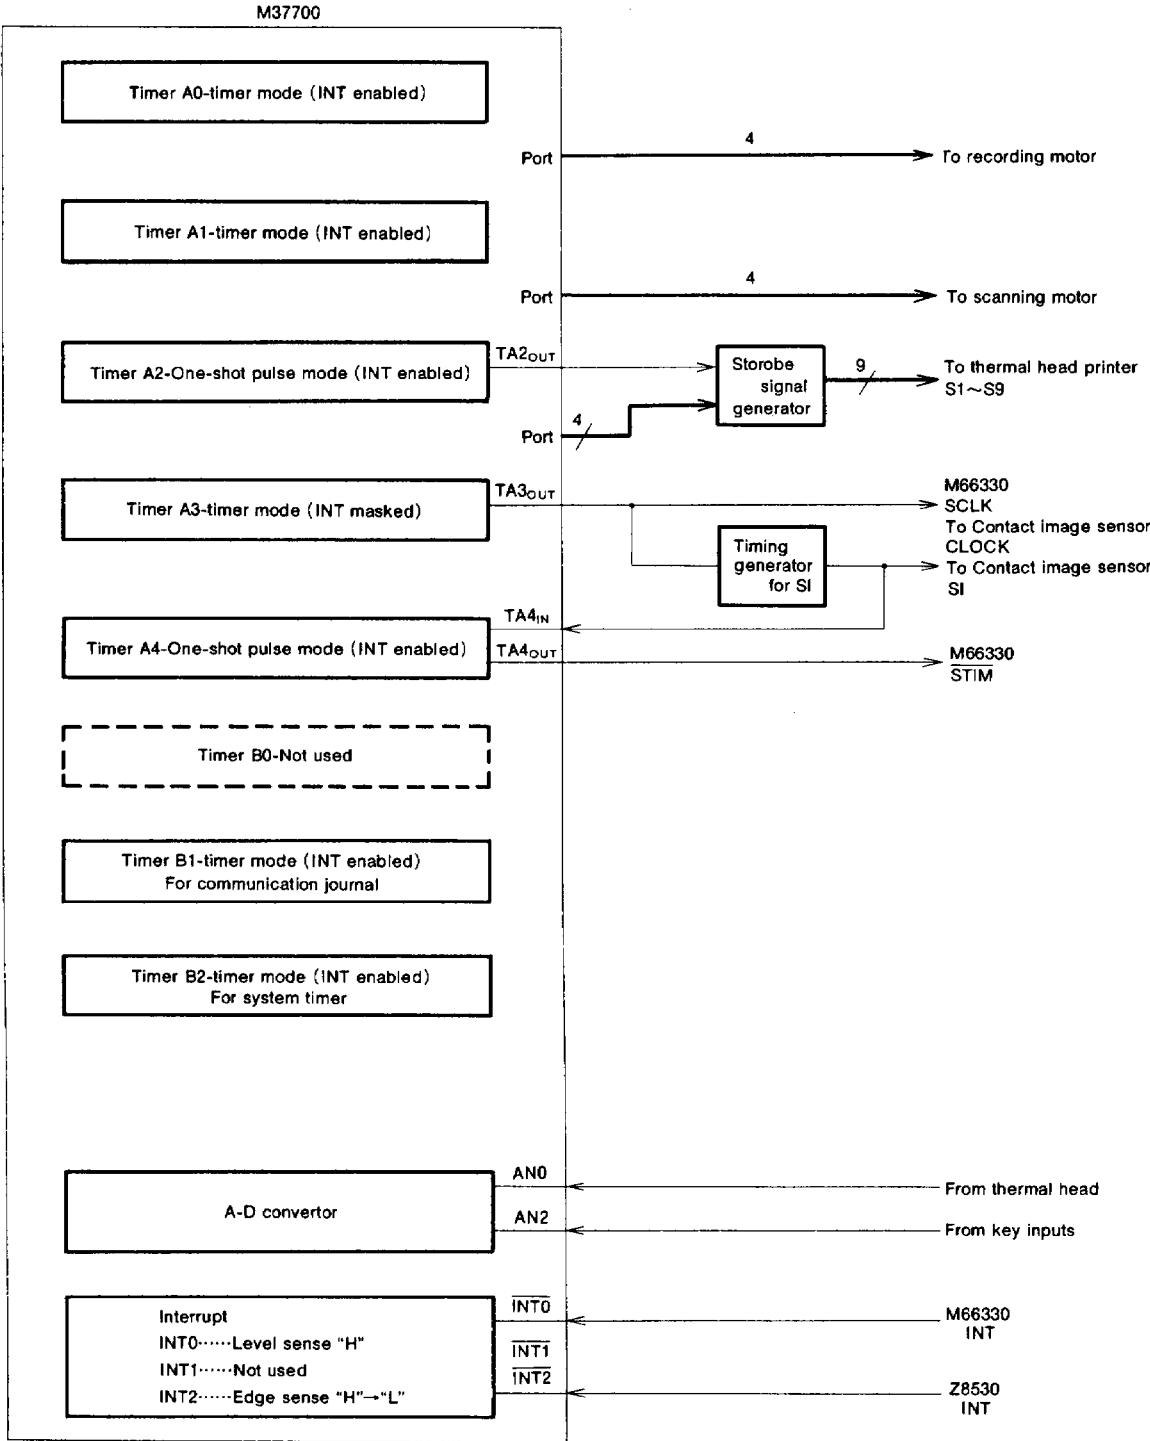 M37700
Timer A0-timer mode (INT enabled)
4
Port
To recording motor
Timer A1-timer mode (INT enabled)
4
Port
To scanning motor
TA2OUT
Timer A2-One-shot pulse mode (INT enabled)
Storobe
signal
generator
9
To thermal head printer
S1~S9
4
Port
TA3OUT
Timer A3-timer mode (INT masked)
M66330
SCLK
To Contact image sensor
CLOCK
To Contact image sensor
SI
Timing
generator
for SI
TA4IN
Timer A4-One-shot pulse mode (INT enabled)
TA4OUT
M66330
STIM
Timer B0-Not used
Timer B1-timer mode (INT enabled)
For communication journal
Timer B2-timer mode (INT enabled)
For system timer
A-D convertor
AN0
From thermal head
AN2
From key inputs
Interrupt
INT0······Level sense “H”
INT1······Not used
INT2······Edge sense “H”→“L”
INT0
INT1
INT2
M66330
INT
Z8530
INT